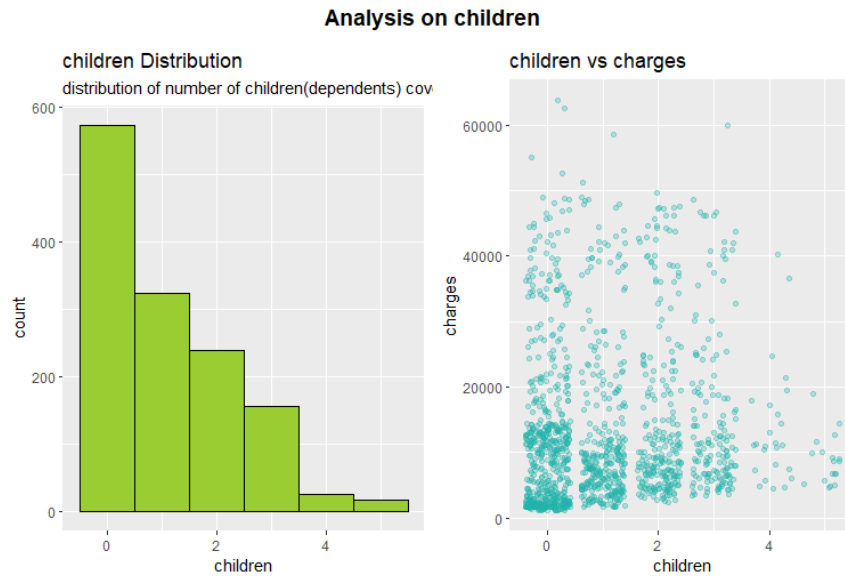 Analysis on children
children Distribution
distribution of number of children(dependents)
600
400
200
0
count
0
2
4
children
children vs charges
60000
40000
20000
0
charges
0
2
4
children